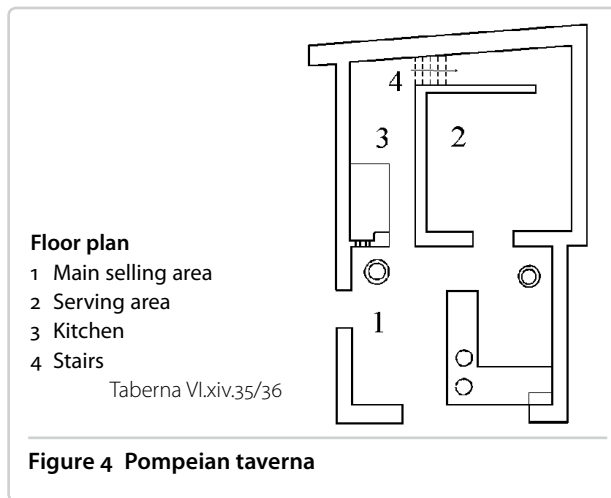 4
3
2
1
Floor plan
1 Main selling area
2 Serving area
3 Kitchen
4 Stairs
Taberna VI.xiv.35/36
Figure 4 Pompeian taverna